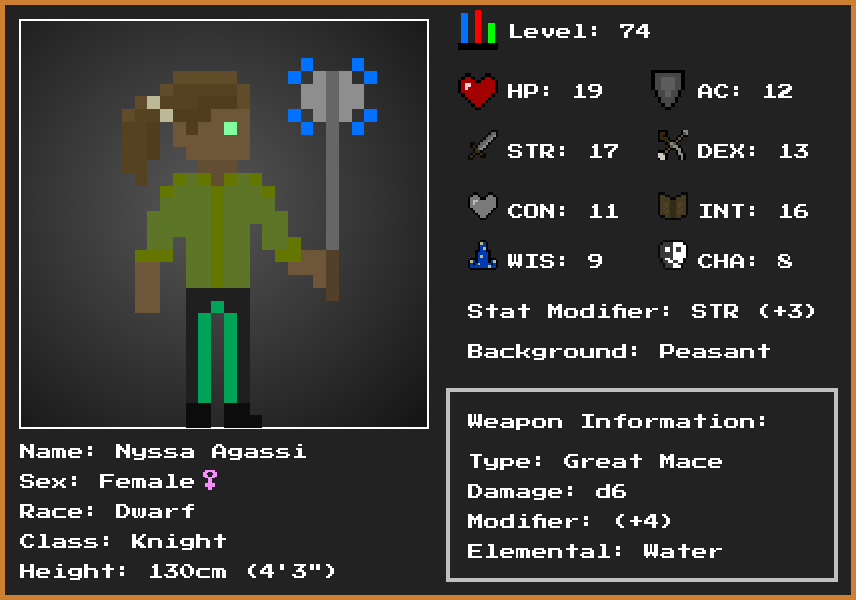 Level: 74
HP: 19
AC: 12
STR: 17
DEX: 13
CON: 11
INT: 16
WIS: 9
CHA: 8
Stat Modifier: STR (+3)
Background: Peasant
Weapon Information:
Type: Great Mace
Damage: d6
Modifier: (+4)
Elemental: Water
Name: Nyssa Agassi
Sex: Female♀
Race: Dwarf
Class: Knight
Height: 130cm (4'3")